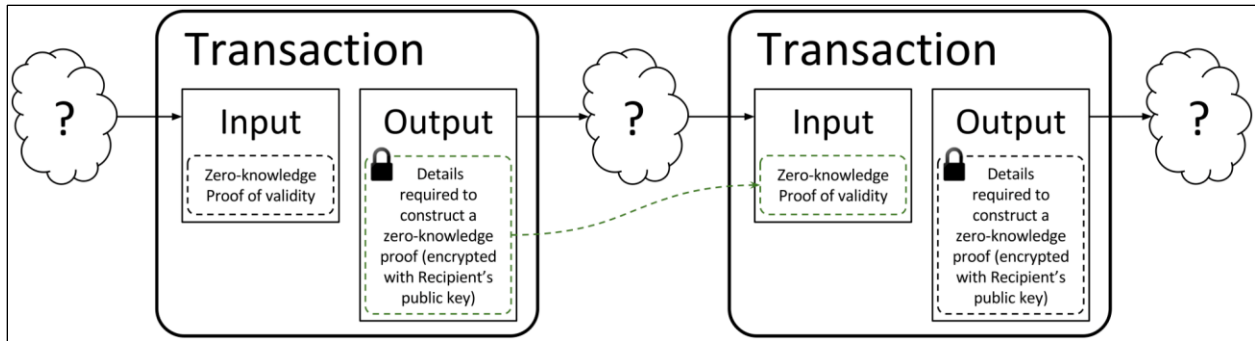 Transaction
Transaction
?
Input
Zero-knowledge
Proof of validity
Output
Details
required to
construct a
zero-knowledge
proof (encrypted
with Recipient’s
public key)
?
Input
Zero-knowledge
Proof of validity
Output
Details
required to
construct a
zero-knowledge
proof (encrypted
with Recipient’s
public key)
?